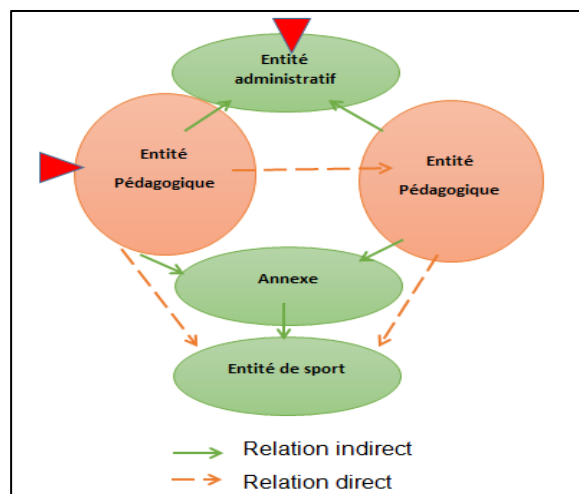 Entité
administratif
Entité
Pédagogique
Entité
Pédagogique
Annexe
Entité de sport
Relation indirect
Relation direct